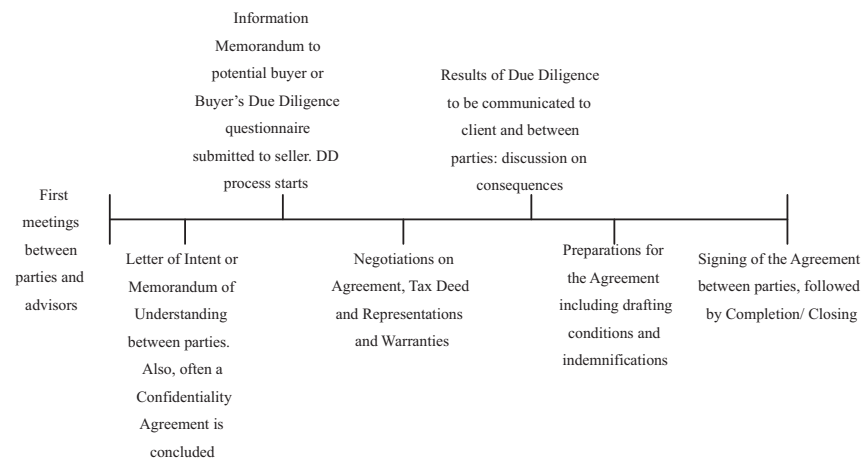 First
meetings
between
parties and
advisors
Letter of Intent or
Memorandum of
Understanding
between parties.
Also, often a
Confidentiality
Agreement is
concluded
Information
Memorandum to
potential buyer or
Buyer's Due Diligence
questionnaire
submitted to seller. DD
process starts
Negotiations on
Agreement, Tax Deed
and Representations
and Warranties
Results of Due Diligence
to be communicated to
client and between
parties: discussion on
consequences
Preparations for
the Agreement
including drafting
conditions and
indemnifications
Signing of the Agreement
between parties, followed
by Completion/ Closing